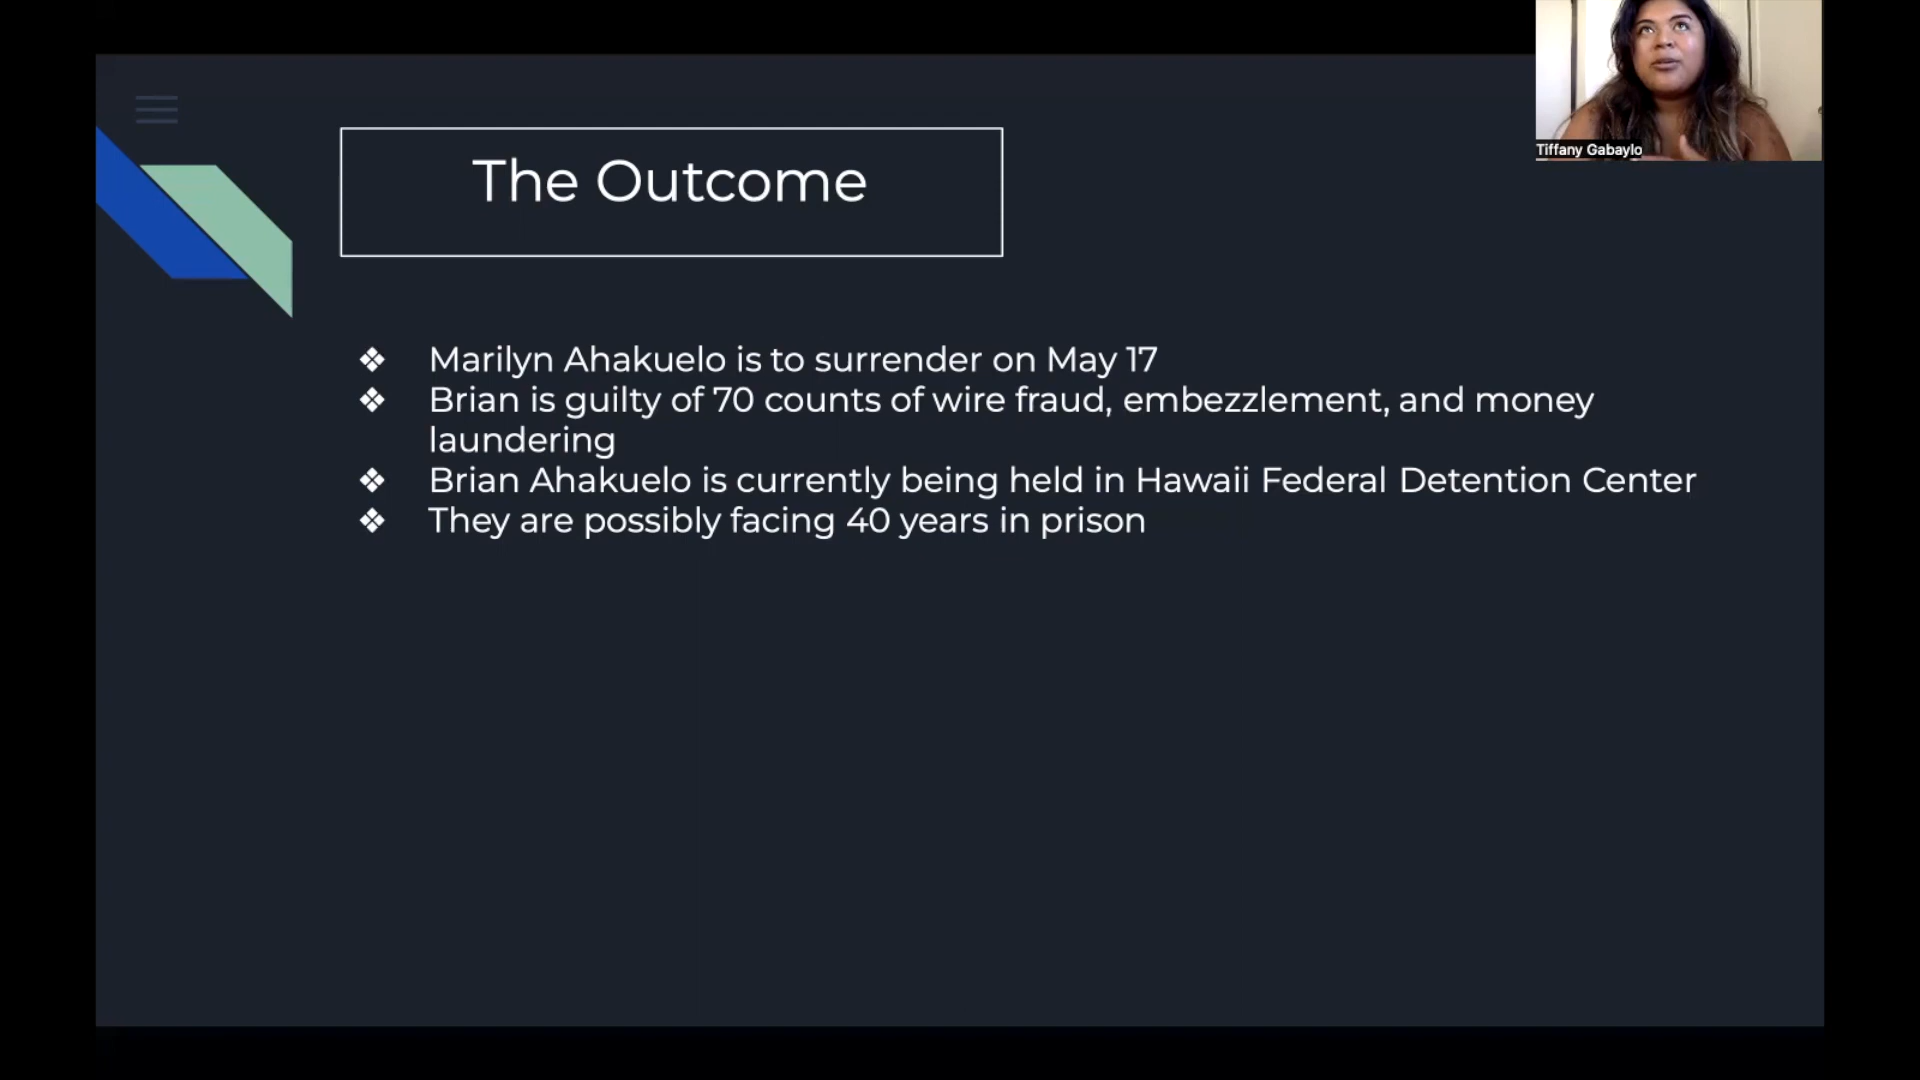 The Outcome
Tiffany Gabaylo
❖ Marilyn Ahakuelo is to surrender on May 17
❖ Brian is guilty of 70 counts of wire fraud, embezzlement, and money
laundering
❖ Brian Ahakuelo is currently being held in Hawaii Federal Detention Center
❖ They are possibly facing 40 years in prison